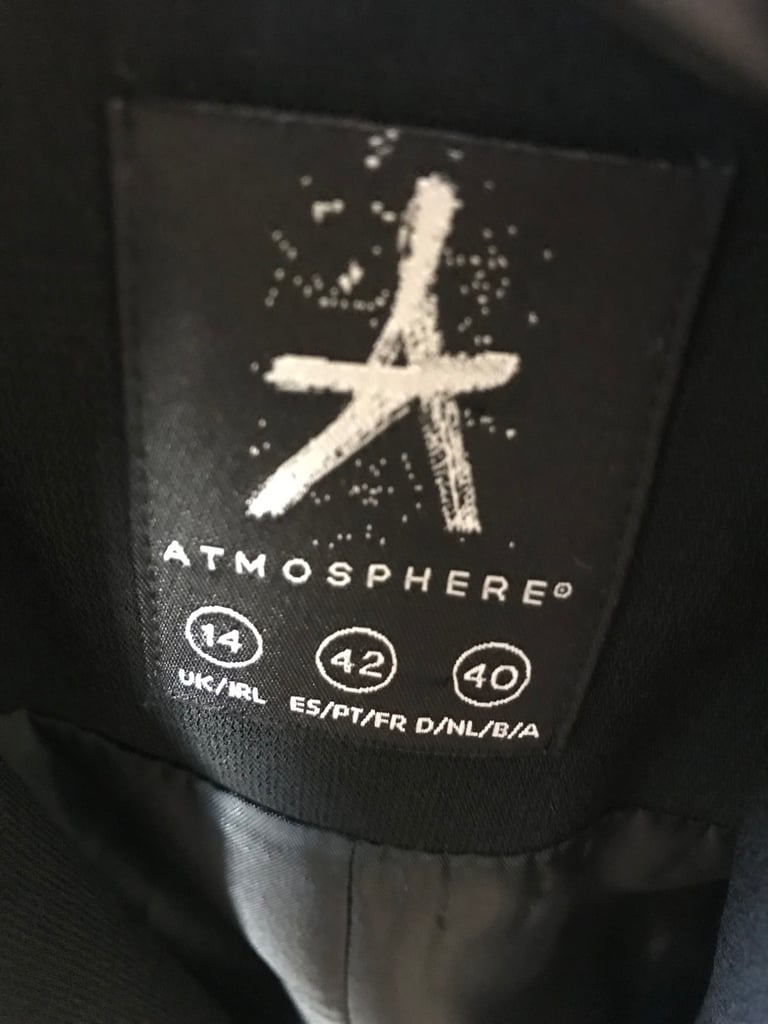 ATMOSPHERE®
14 42 40
UK/IRL ES/PT/FR D/NL/B/A